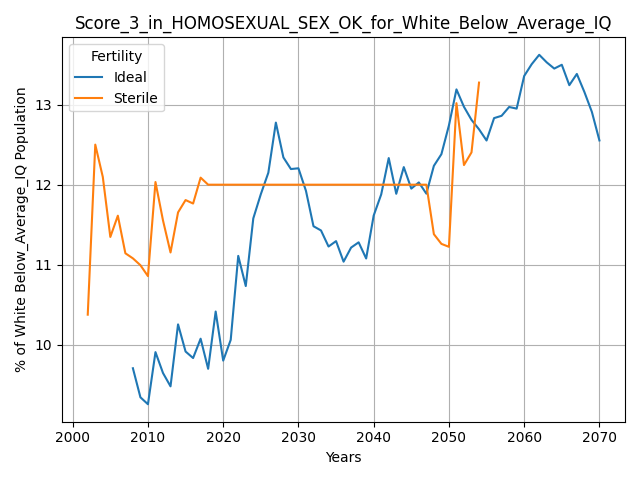 Score_3_in_HOMOSEXUAL_SEX_OK_for_White_Below_Average_IQ
Fertility
Ideal
Sterile
% of White Below_Average_IQ Population
13
12
11
10
2000 2010 2020 2030 2040 2050 2060 2070
Years